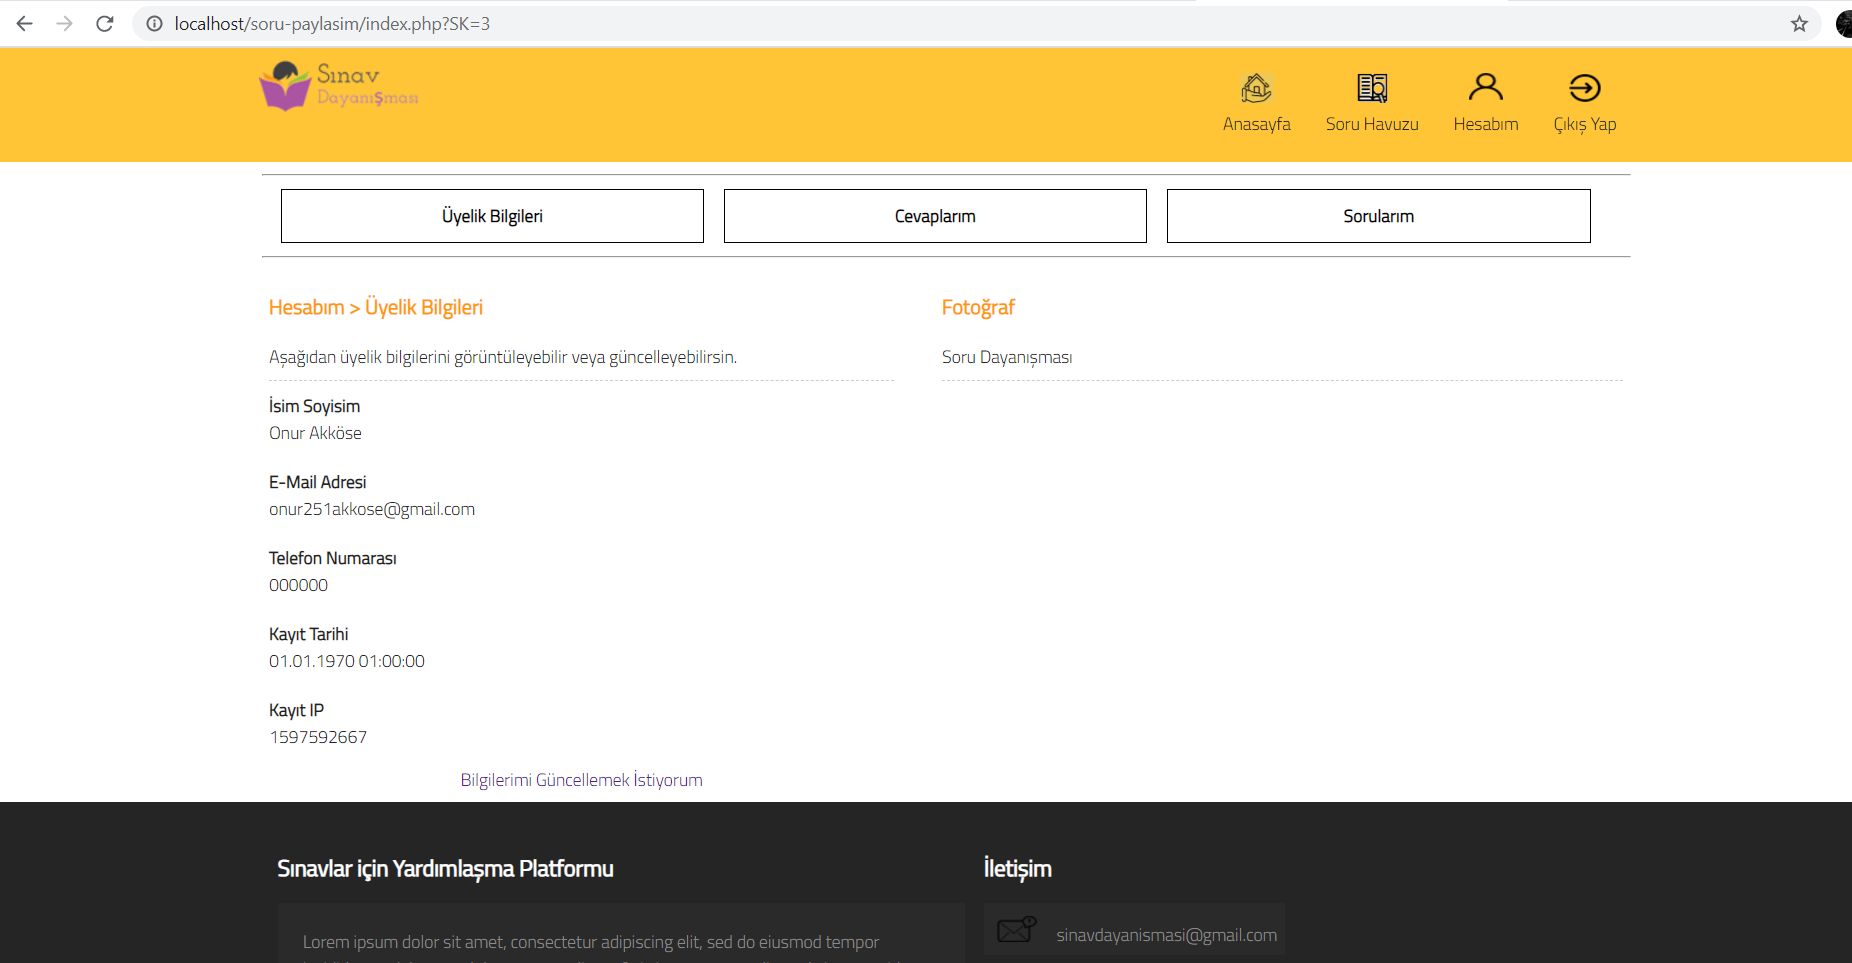 localhost/soru-paylasim/index.php?SK=3
Sınav
Dayanışması
Anasayfa
Soru Havuzu
Hesabım
Çıkış Yap
Üyelik Bilgileri
Cevaplarım
Sorularım
Hesabım > Üyelik Bilgileri
Aşağıdan üyelik bilgilerini görüntüleyebilir veya güncelleyebilirsin.
İsim Soyisim
Onur Akköse
E-Mail Adresi
onur251akkose@gmail.com
Telefon Numarası
000000
Kayıt Tarihi
01.01.1970 01:00:00
Kayıt IP
1597592667
Bilgilerimi Güncellemek İstiyorum
Fotoğraf
Soru Dayanışması
Sınavlar için Yardımlaşma Platformu
Lorem ipsum dolor sit amet, consectetur adipiscing elit, sed do eiusmod tempor
İletişim
sinavdayanismasi@gmail.com